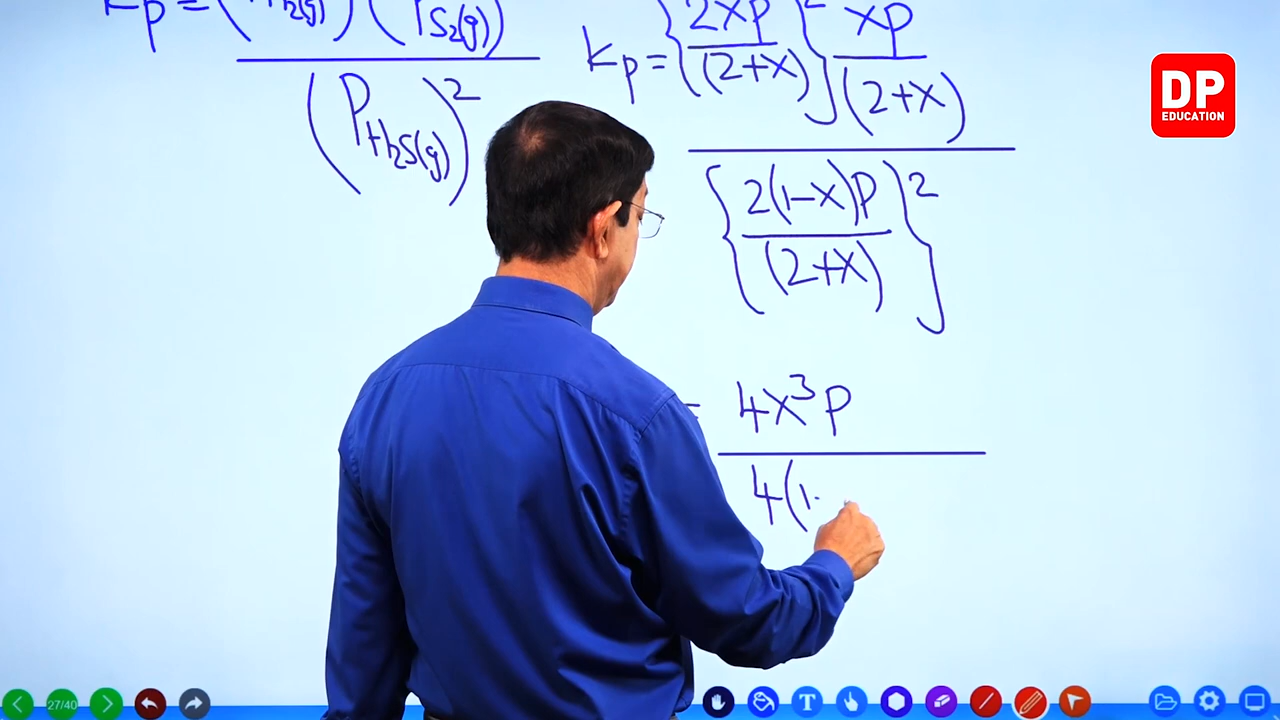 Kp = (PH₂(g))² (PS₂(g))
(PH₂S(g))²
Kp = {2xP/(2+x)}² xP/(2+x)
{2(1-x)P/(2+x)}²
= 4x³P
4(1-
DP
EDUCATION
27/40
T